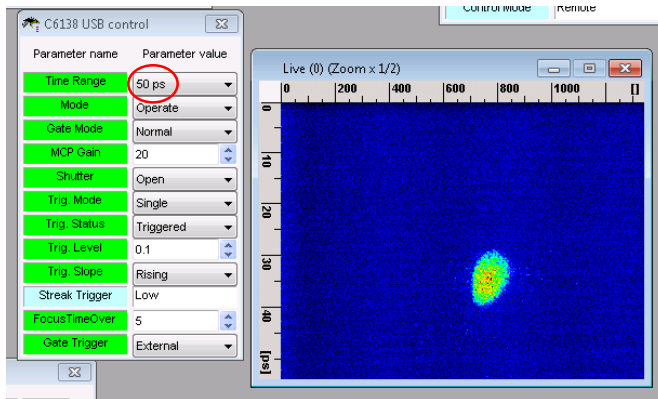 Control Mode Remote
C6138 USB control
Parameter name Parameter value
Time Range 50 ps
Mode Operate
Gate Mode Normal
MCP Gain 20
Shutter Open
Trig. Mode Single
Trig. Status Triggered
Trig. Level 0.1
Trig. Slope Rising
Streak Trigger Low
FocusTimeOver 5
Gate Trigger External
Live (0) (Zoom x 1/2)
0 200 400 600 800 1000 []
0
10
20
30
40
[ps]